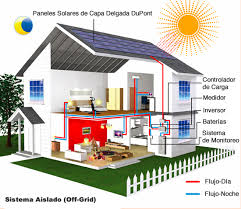 Paneles Solares de Capa Delgada DuPont
Controlador
de Carga
Medidor
Inversor
Baterías
Sistema
de Monitoreo
Flujo-Día
Flujo-Noche
Sistema Aislado (Off-Grid)